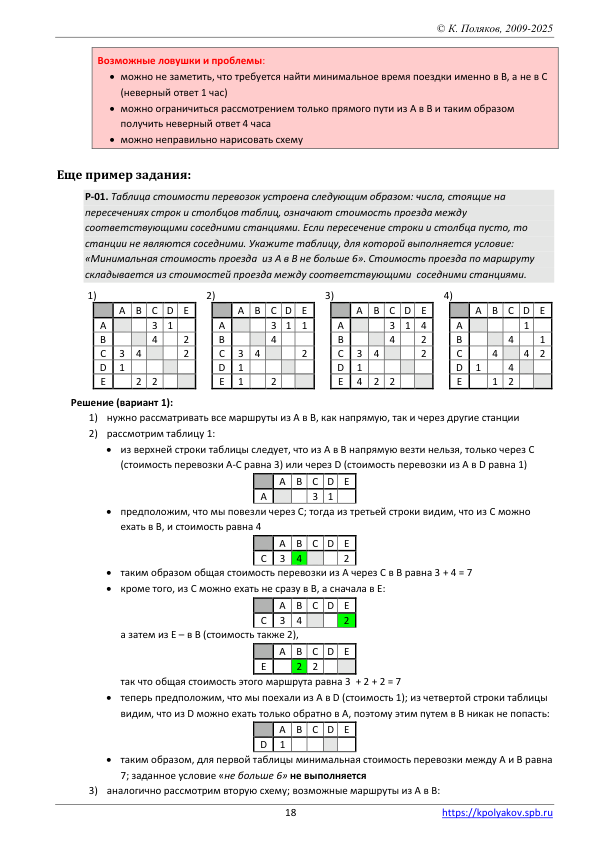 © К. Поляков, 2009-2025
Возможные ловушки и проблемы:
• можно не заметить, что требуется найти минимальное время поездки именно в B, а не в C
(неверный ответ 1 час)
• можно ограничиться рассмотрением только прямого пути из A в B и таким образом
получить неверный ответ 4 часа
• можно неправильно нарисовать схему
Еще пример задания:
Р-01. Таблица стоимости перевозок устроена следующим образом: числа, стоящие на
пересечениях строк и столбцов таблиц, означают стоимость проезда между
соответствующими соседними станциями. Если пересечение строки и столбца пусто, то
станции не являются соседними. Укажите таблицу, для которой выполняется условие:
«Минимальная стоимость проезда из А в B не больше 6». Стоимость проезда по маршруту
складывается из стоимостей проезда между соответствующими соседними станциями.
1) 2) 3) 4)
A B C D E A B C D E A B C D E A B C D E
A 3 1 A 3 1 1 A 3 1 4 A 1
B 4 2 B 4 B 4 2 B 4 1
C 3 4 2 C 3 4 2 C 3 4 2 C 4 4 2
D 1 D 1 D 1 D 1 4
E 2 2 E 1 2 E 4 2 2 E 1 2
Решение (вариант 1):
1) нужно рассматривать все маршруты из A в B, как напрямую, так и через другие станции
2) рассмотрим таблицу 1:
• из верхней строки таблицы следует, что из A в B напрямую везти нельзя, только через C
(стоимость перевозки A-C равна 3) или через D (стоимость перевозки из A в D равна 1)
A B C D E
A 3 1
• предположим, что мы повезли через C; тогда из третьей строки видим, что из C можно
ехать в B, и стоимость равна 4
A B C D E
C 3 4 2
• таким образом общая стоимость перевозки из A через C в B равна 3 + 4 = 7
• кроме того, из C можно ехать не сразу в B, а сначала в E:
A B C D E
C 3 4 2
а затем из E – в B (стоимость также 2),
A B C D E
E 2 2
так что общая стоимость этого маршрута равна 3 + 2 + 2 = 7
• теперь предположим, что мы поехали из A в D (стоимость 1); из четвертой строки таблицы
видим, что из D можно ехать только обратно в A, поэтому этим путем в B никак не попасть:
A B C D E
D 1
• таким образом, для первой таблицы минимальная стоимость перевозки между A и B равна
7; заданное условие «не больше 6» не выполняется
3) аналогично рассмотрим вторую схему; возможные маршруты из A в B:
18 https://kpolyakov.spb.ru